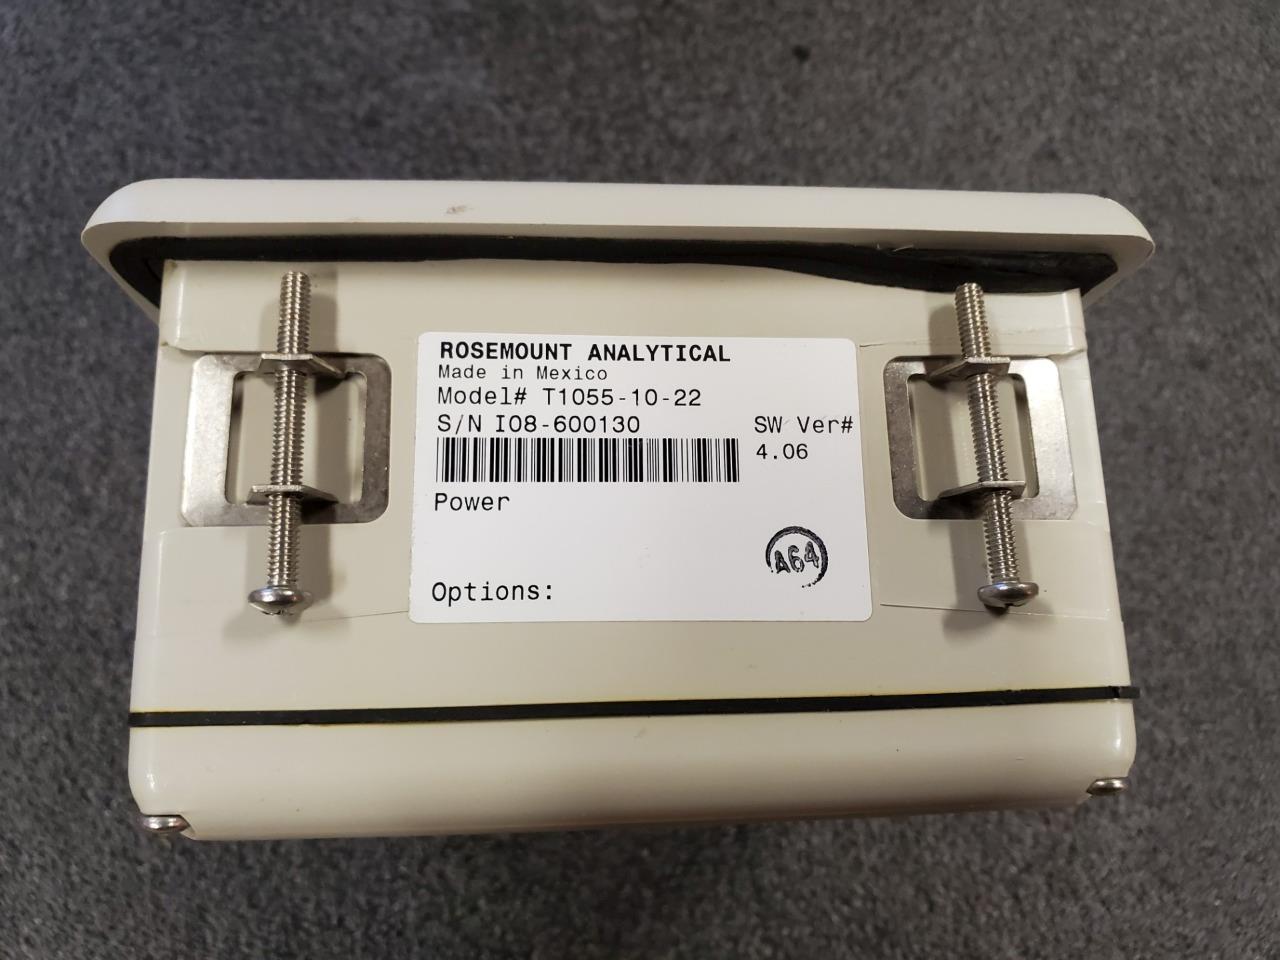 ROSEMOUNT ANALYTICAL
Made in Mexico
Model# T1055-10-22
S/N I08-600130
SW Ver#
4.06
Power
A64
Options: